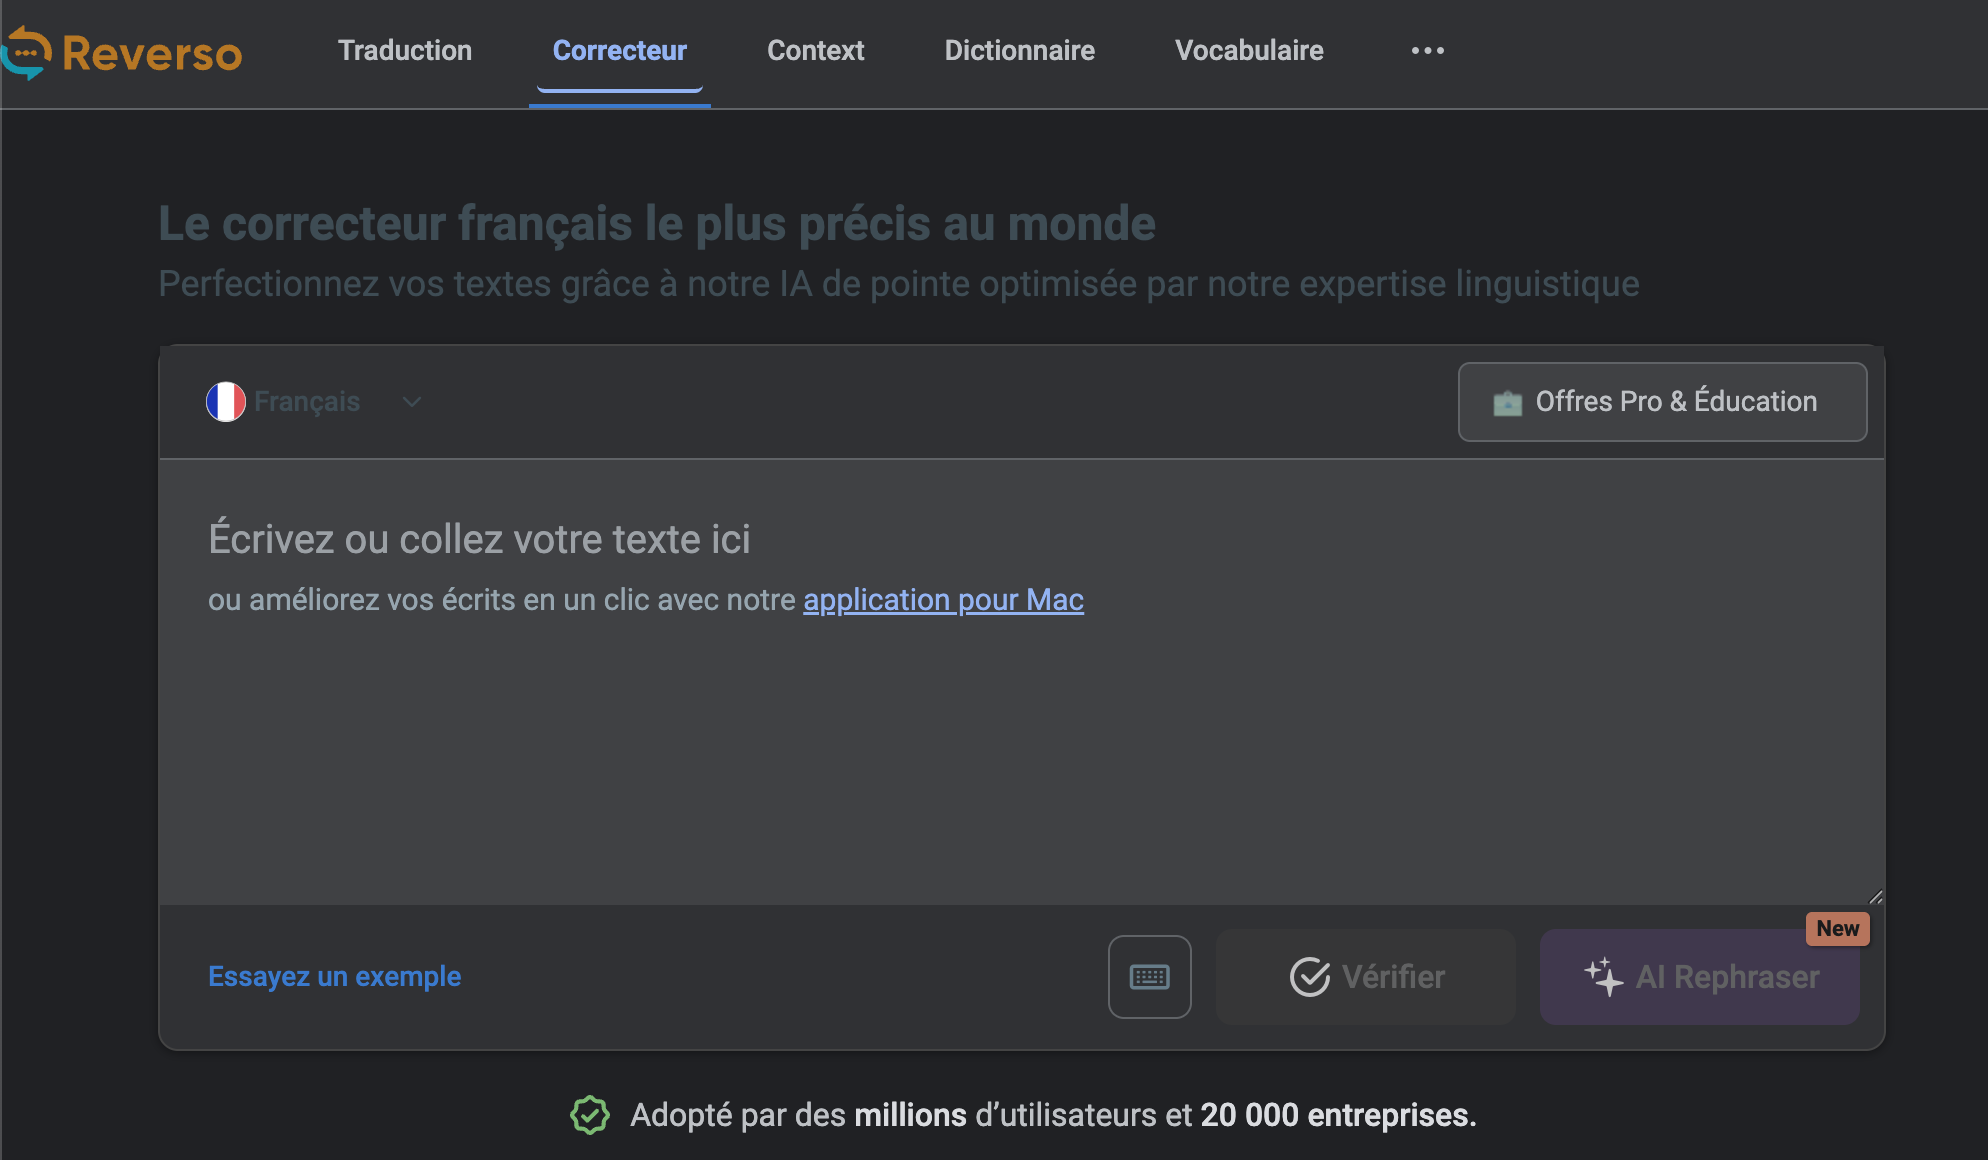 Reverso
Traduction
Correcteur
Context
Dictionnaire
Vocabulaire
Le correcteur français le plus précis au monde
Perfectionnez vos textes grâce à notre IA de pointe optimisée par notre expertise linguistique
Français
Offres Pro & Éducation
Écrivez ou collez votre texte ici
ou améliorez vos écrits en un clic avec notre application pour Mac
New
Essayez un exemple
Vérifier
AI Rephraser
Adopté par des millions d’utilisateurs et 20 000 entreprises.